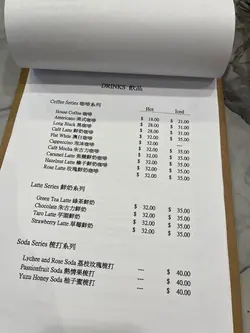 DRINKS 飲品
Coffee Series 咖啡系列 Hot Iced
House Coffee 咖啡 $ 18.00 $ 21.00
Americano 美式咖啡 $ 28.00 $ 31.00
Long Black 黑咖啡 $ 28.00 $ 31.00
Café Latte 鮮奶咖啡 $ 32.00 $ 35.00
Flat White 澳白咖啡 $ 32.00
Cappuccino 泡沫咖啡 $ 32.00 ---
Café Mocha 朱古力咖啡 $ 32.00 $ 35.00
Caramel Latte 焦糖鮮奶咖啡 $ 32.00 $ 35.00
Hazelnut Latte 榛子鮮奶咖啡 $ 32.00 $ 35.00
Rose Latte 玫瑰鮮奶咖啡 $ 32.00 $ 35.00
Latte Series 鮮奶系列
Green Tea Latte 綠茶鮮奶 $ 32.00 $ 35.00
Chocolate 朱古力鮮奶 $ 32.00 $ 35.00
Taro Latte 芋圓鮮奶 $ 32.00 $ 35.00
Strawberry Latte 草莓鮮奶 $ 32.00 $ 35.00
Soda Series 梳打系列
Lychee and Rose Soda 荔枝玫瑰梳打 --- $ 40.00
Passionfruit Soda 熱情果梳打 --- $ 40.00
Yuzu Honey Soda 柚子蜜梳打 --- $ 40.00